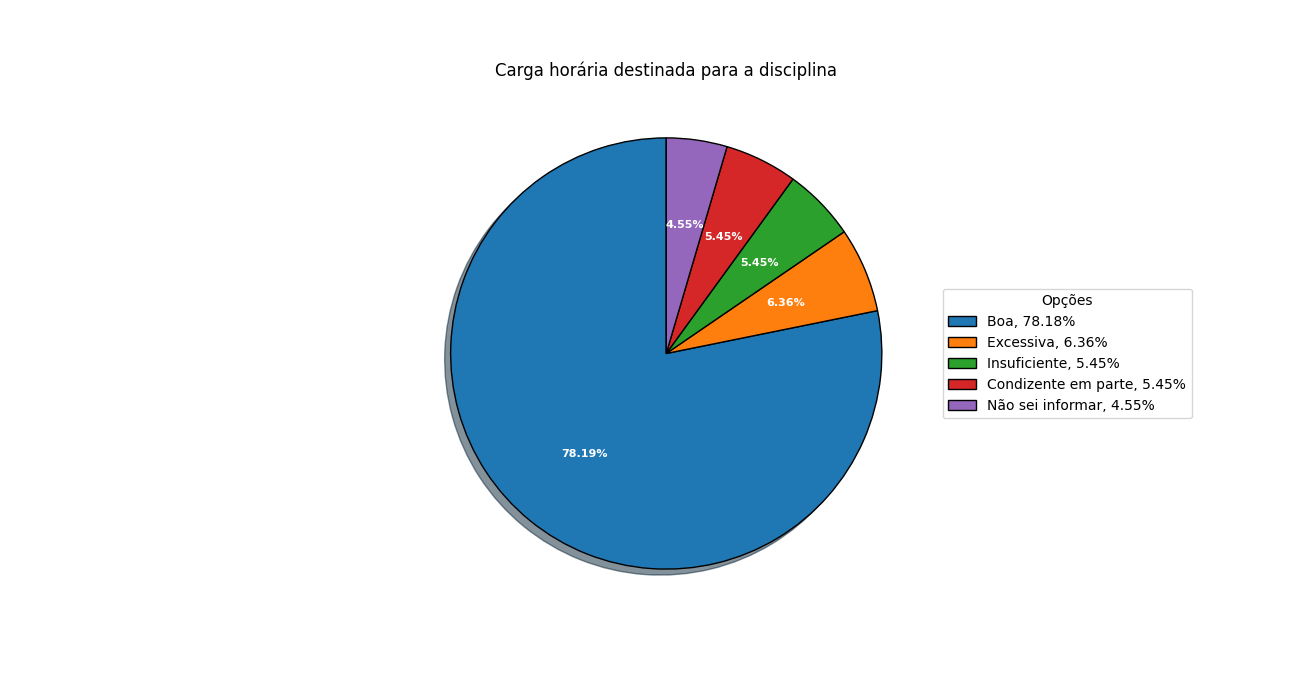 Carga horária destinada para a disciplina
4.55%
5.45%
5.45%
6.36%
78.19%
Opções
Boa, 78.18%
Excessiva, 6.36%
Insuficiente, 5.45%
Condizente em parte, 5.45%
Não sei informar, 4.55%